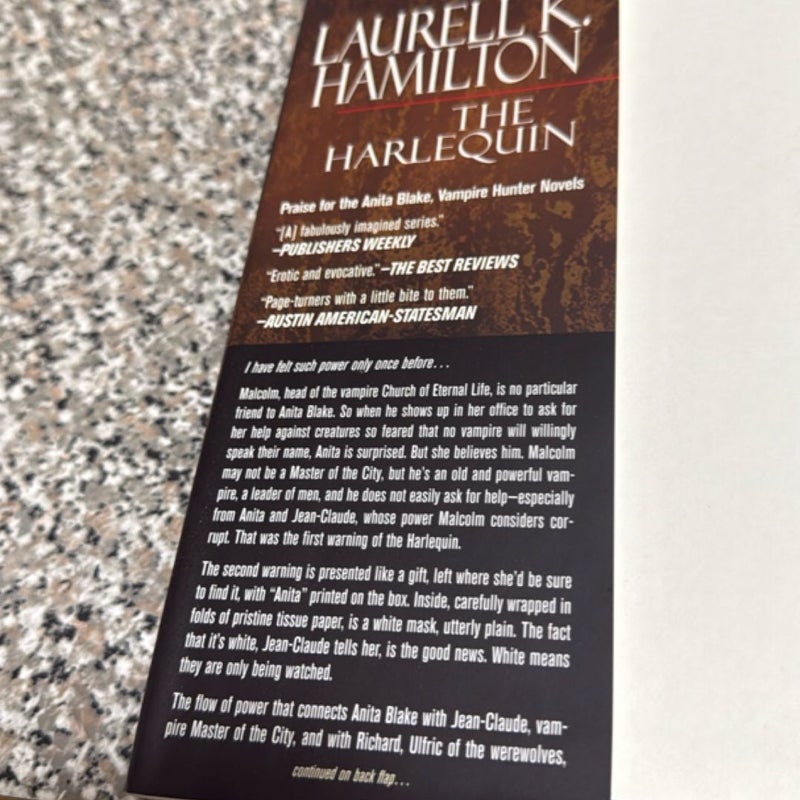 LAURELL K.
HAMILTON
THE
HARLEQUIN
Praise for the Anita Blake, Vampire Hunter Novels
“[A] fabulously imagined series.”
—PUBLISHERS WEEKLY
“Erotic and evocative.”—THE BEST REVIEWS
“Page-turners with a little bite to them.”
—AUSTIN AMERICAN-STATESMAN
I have felt such power only once before...
Malcolm, head of the vampire Church of Eternal Life, is no particular
friend to Anita Blake. So when he shows up in her office to ask for
her help against creatures so feared that no vampire will willingly
speak their name, Anita is surprised. But she believes him. Malcolm
may not be a Master of the City, but he's an old and powerful vam-
pire, a leader of men, and he does not easily ask for help—especially
from Anita and Jean-Claude, whose power Malcolm considers cor-
rupt. That was the first warning of the Harlequin.
The second warning is presented like a gift, left where she'd be sure
to find it, with “Anita” printed on the box. Inside, carefully wrapped in
folds of pristine tissue paper, is a white mask, utterly plain. The fact
that it's white, Jean-Claude tells her, is the good news. White means
they are only being watched.
The flow of power that connects Anita Blake with Jean-Claude, vam-
pire Master of the City, and with Richard, Ulfric of the werewolves,
continued on back flap...